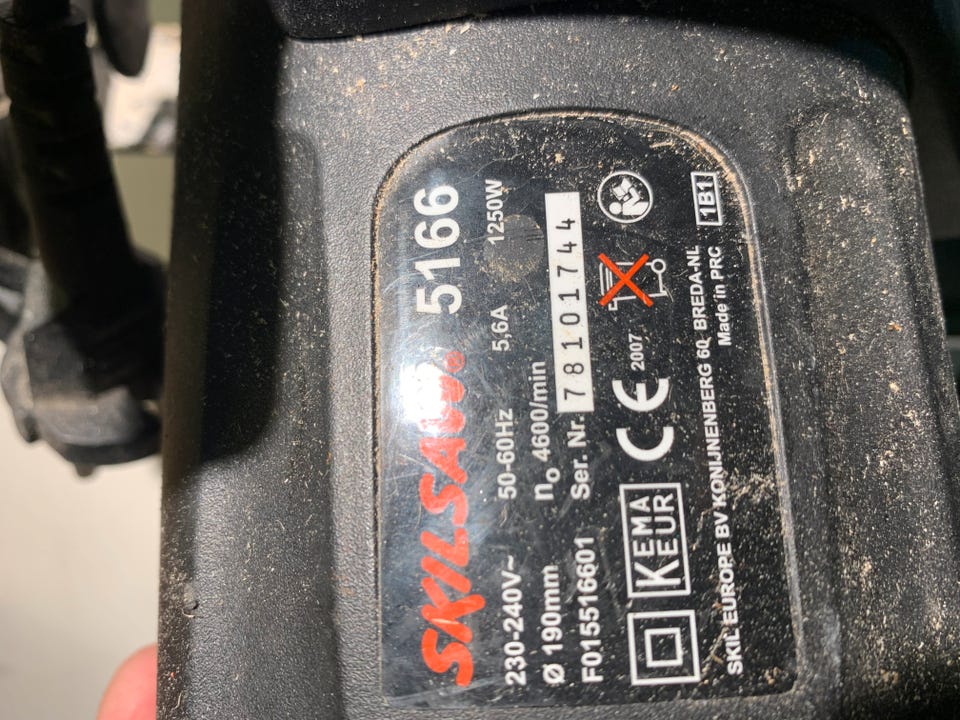 SKILSAW. 5166
230-240V~ 50-60Hz 5,6A 1250W
Ø 190mm n₀ 4600/min
F015516601 Ser. Nr. 78101744
KEMA KEUR CE 2007
SKIL EUROPE BV KONIJNENBERG 60 BREDA-NL
Made in PRC 1B1